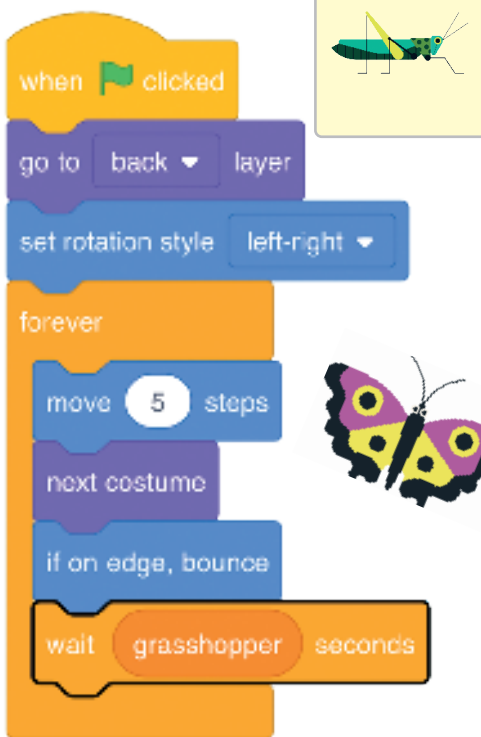 when clicked
go to back layer
set rotation style left-right
forever
move 5 steps
next costume
if on edge, bounce
wait grasshopper seconds